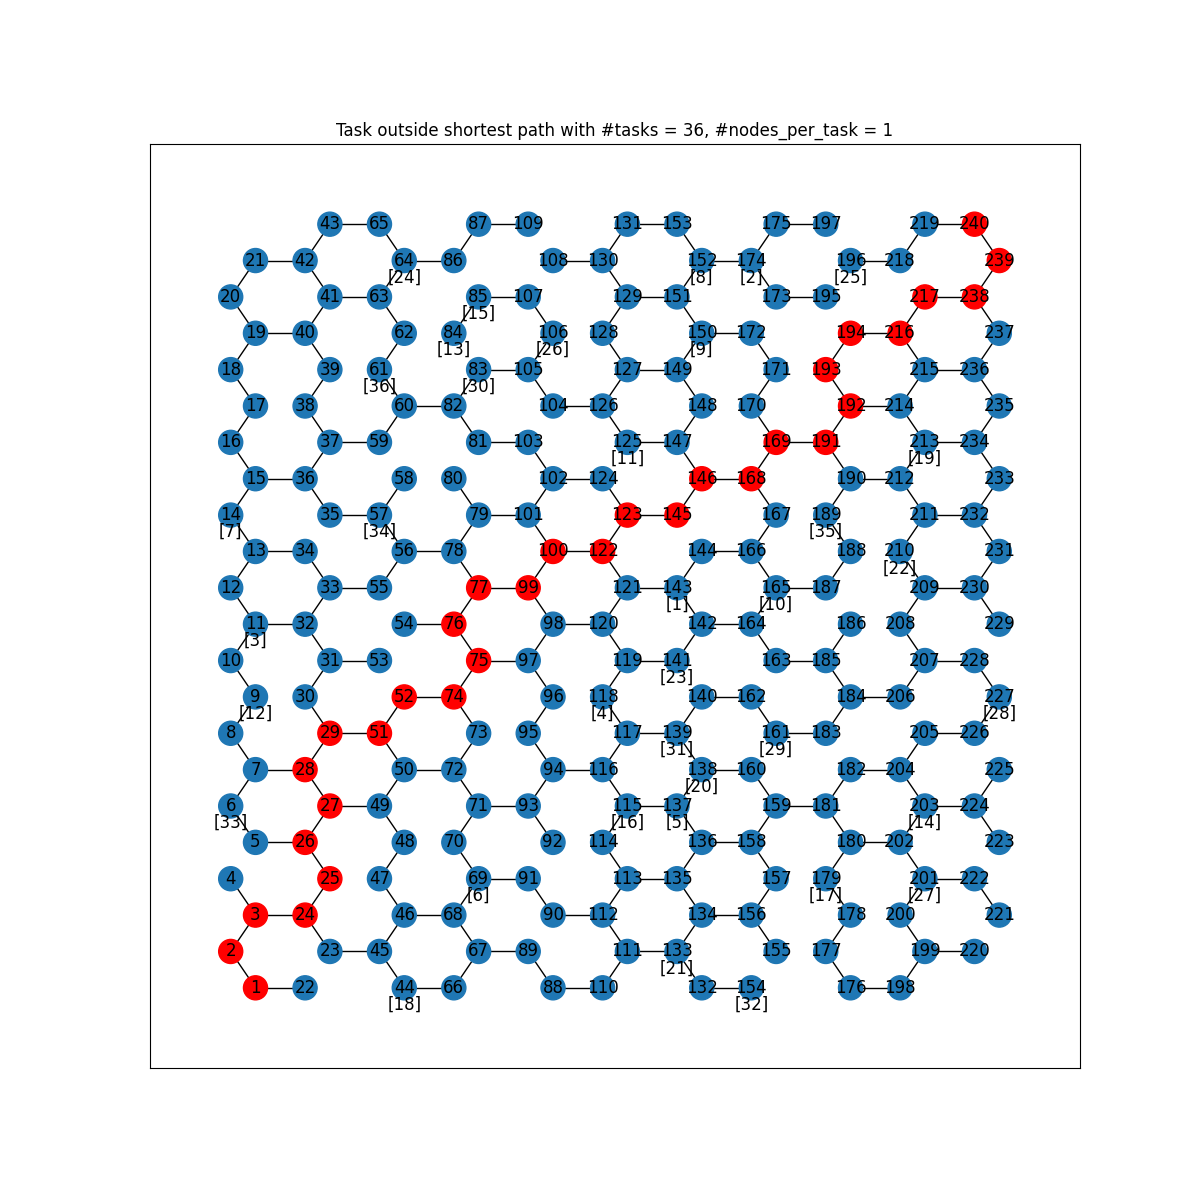 Task outside shortest path with #tasks = 36, #nodes_per_task = 1
43 65 87 109 131 153 175 197 219 240
21 42 64 86 108 130 152 174 196 218 239
[24] [8] [2] [25]
20 41 63 85 107 129 151 173 195 217 238
[15]
19 40 62 84 106 128 150 172 194 216 237
[13] [26] [9]
18 39 61 83 105 127 149 171 193 215 236
[36] [30]
17 38 60 82 104 126 148 170 192 214 235
16 37 59 81 103 125 147 169 191 213 234
[11] [19]
15 36 58 80 102 124 146 168 190 212 233
14 35 57 79 101 123 145 167 189 211 232
[7] [34] [35]
13 34 56 78 100 122 144 166 188 210 231
[22]
12 33 55 77 99 121 143 165 187 209 230
[1] [10]
11 32 54 76 98 120 142 164 186 208 229
[3]
10 31 53 75 97 119 141 163 185 207 228
[23]
9 30 52 74 96 118 140 162 184 206 227
[12] [4] [28]
8 29 51 73 95 117 139 161 183 205 226
[31] [29]
7 28 50 72 94 116 138 160 182 204 225
[20]
6 27 49 71 93 115 137 159 181 203 224
[33] [16] [5] [14]
5 26 48 70 92 114 136 158 180 202 223
4 25 47 69 91 113 135 157 179 201 222
[6] [17] [27]
3 24 46 68 90 112 134 156 178 200 221
2 23 45 67 89 111 133 155 177 199 220
[21]
1 22 44 66 88 110 132 154 176 198
[18] [32]